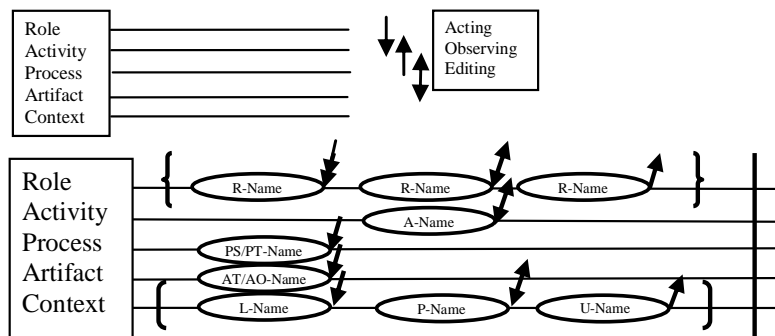 Role
Activity
Process
Artifact
Context
Acting
Observing
Editing
Role
Activity
Process
Artifact
Context
R-Name R-Name R-Name
A-Name
PS/PT-Name
AT/AO-Name
L-Name P-Name U-Name